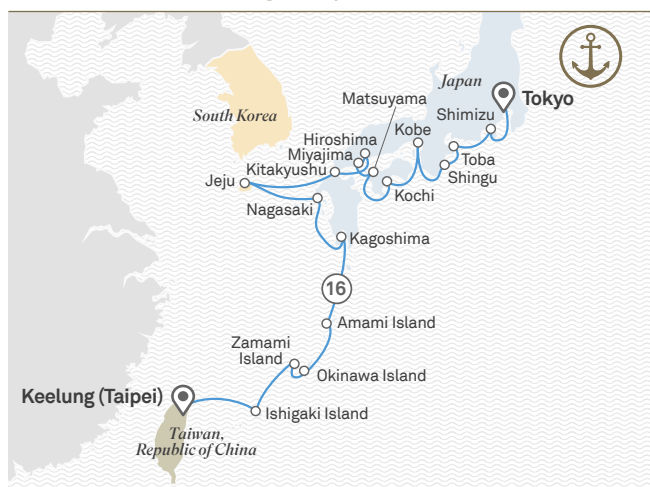 Japan
Tokyo
Matsuyama
Shimizu
South Korea
Hiroshima
Kobe
Miyajima
Toba
Kitakyushu
Shingu
Jeju
Kochi
Nagasaki
Kagoshima
16
Amami Island
Zamami
Island
Okinawa Island
Keelung (Taipei)
Ishigaki Island
Taiwan,
Republic of China